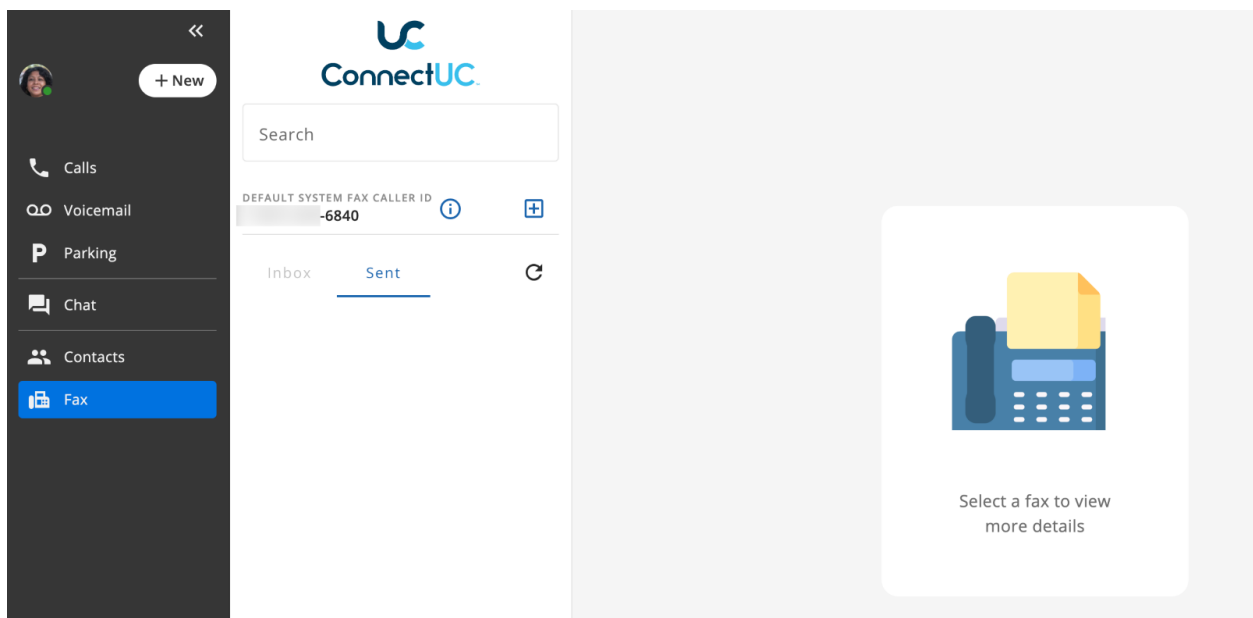 + New
Calls
Voicemail
Parking
Chat
Contacts
Fax
UC
ConnectUC
Search
DEFAULT SYSTEM FAX CALLER ID
-6840
Inbox
Sent
Select a fax to view
more details